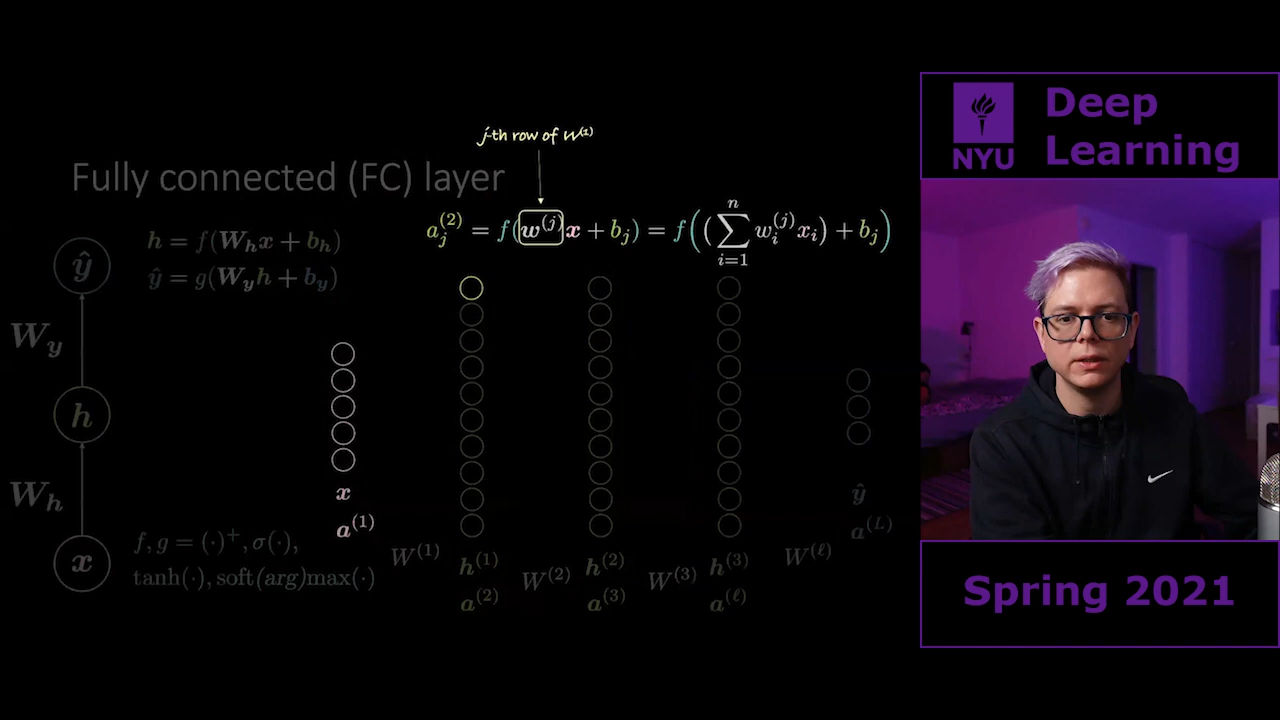 j-th row of W⁽¹⁾
Fully connected (FC) layer
a_j^{(2)} = f(w^{(j)}x + b_j) = f((∑_{i=1}^{n} w_i^{(j)} x_i) + b_j)
h = f(W_h x + b_h)
ŷ = g(W_y h + b_y)
ŷ
W_y
h
W_h
x
f, g = (·)⁺, σ(·),
tanh(·), soft(arg)max(·)
x
a⁽¹⁾
W⁽¹⁾
h⁽¹⁾
a⁽²⁾
W⁽²⁾
h⁽²⁾
a⁽³⁾
W⁽³⁾
h⁽³⁾
a⁽ℓ⁾
W⁽ℓ⁾
ŷ
a⁽ᴸ⁾
NYU
Deep
Learning
Spring 2021